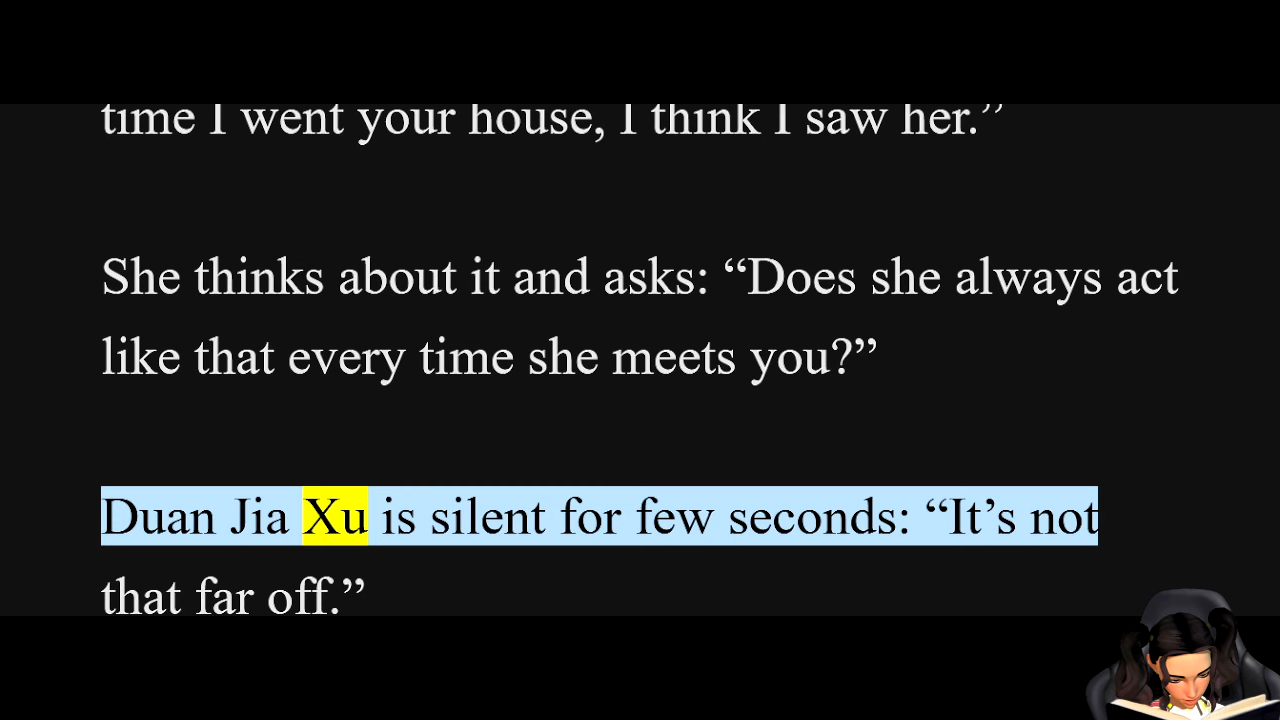 time I went your house, I think I saw her.”
She thinks about it and asks: “Does she always act
like that every time she meets you?”
Duan Jia Xu is silent for few seconds: “It’s not
that far off.”